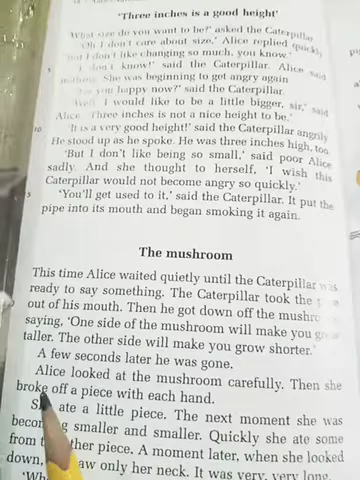 'Three inches is a good height'
What size do you want to be?' asked the Caterpillar
'Oh I don't care about size,' Alice replied quickly
'but I don't like changing so much, you know.'
'I don't know!' said the Caterpillar. Alice said
nothing. She was beginning to get angry again
you happy now?' said the Caterpillar.
'Well, I would like to be a little bigger, sir,' said
Alice. Three inches is not a nice height to be.'
10
'It is a very good height!' said the Caterpillar angrily
He stood up as he spoke. He was three inches high, too.
'But I don't like being so small,' said poor Alice
sadly. And she thought to herself, 'I wish this
Caterpillar would not become angry so quickly.'
'You'll get used to it,' said the Caterpillar. It put the
pipe into its mouth and began smoking it again.
The mushroom
This time Alice waited quietly until the Caterpillar was
ready to say something. The Caterpillar took the
out of his mouth. Then he got down off the mushro
saying, 'One side of the mushroom will make you grow
taller. The other side will make you grow shorter.'
A few seconds later he was gone.
Alice looked at the mushroom carefully. Then she
broke off a piece with each hand.
ate a little piece. The next moment she was
smaller and smaller. Quickly she ate some
from ther piece. A moment later, when she looked
down, aw only her neck. It was very, very long.
'Wh